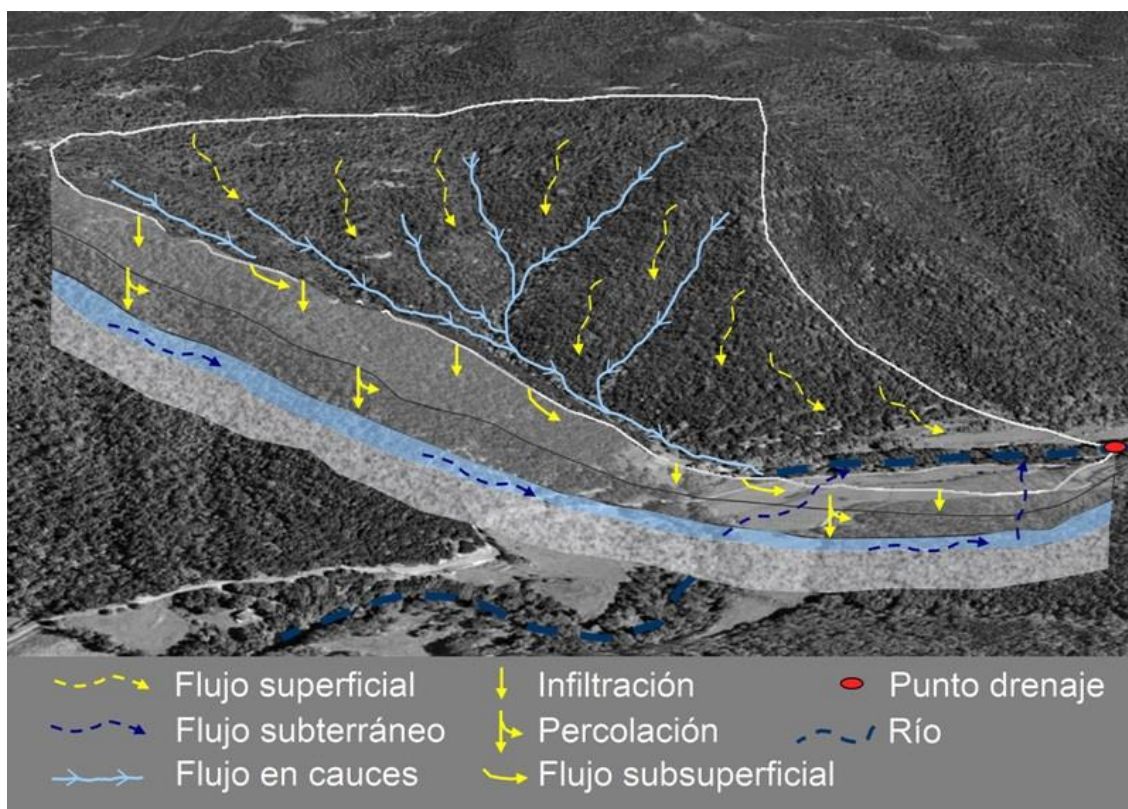 Flujo superficial
Infiltración
Punto drenaje
Flujo subterráneo
Percolación
Río
Flujo en cauces
Flujo subsuperficial